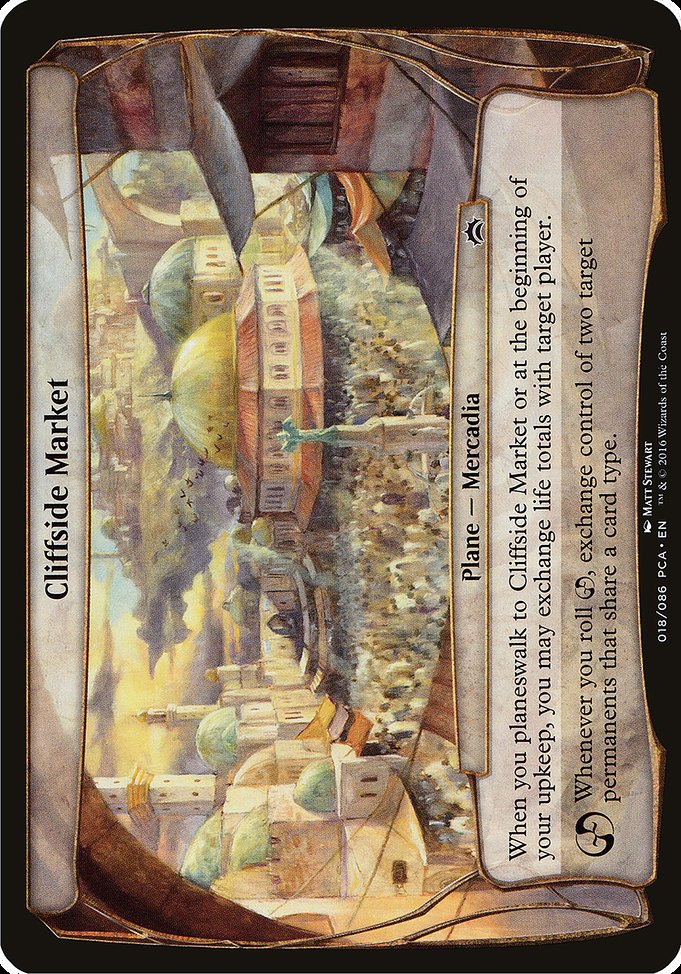 Cliffside Market
Plane — Mercadia
When you planeswalk to Cliffside Market or at the beginning of
your upkeep, you may exchange life totals with target player.
Whenever you roll , exchange control of two target
permanents that share a card type.
018/086 PCA • EN MATT STEWART
™ & © 2016 Wizards of the Coast